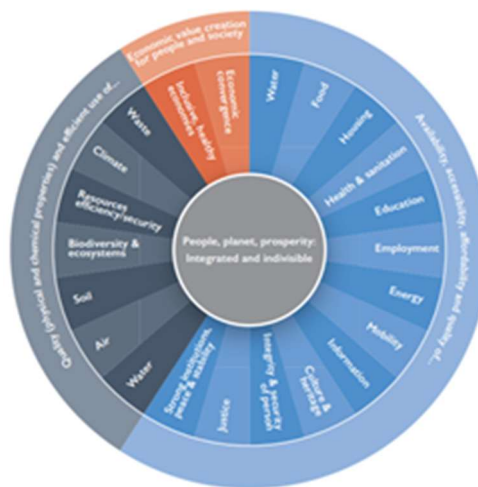 Economic value creation
for people and society
Availability, accessibility, affordability and quality of...
Quality (physical and chemical properties) and efficient use of...
Inclusive, healthy
economies
Economic
convergence
Water
Food
Housing
Health & sanitation
Education
Employment
Energy
Mobility
Information
Culture &
heritage
Integrity & security
of person
Justice
Strong institutions,
peace & stability
Water
Air
Soil
Biodiversity &
ecosystems
Resources
efficiency/security
Climate
Waste
People, planet, prosperity:
Integrated and indivisible